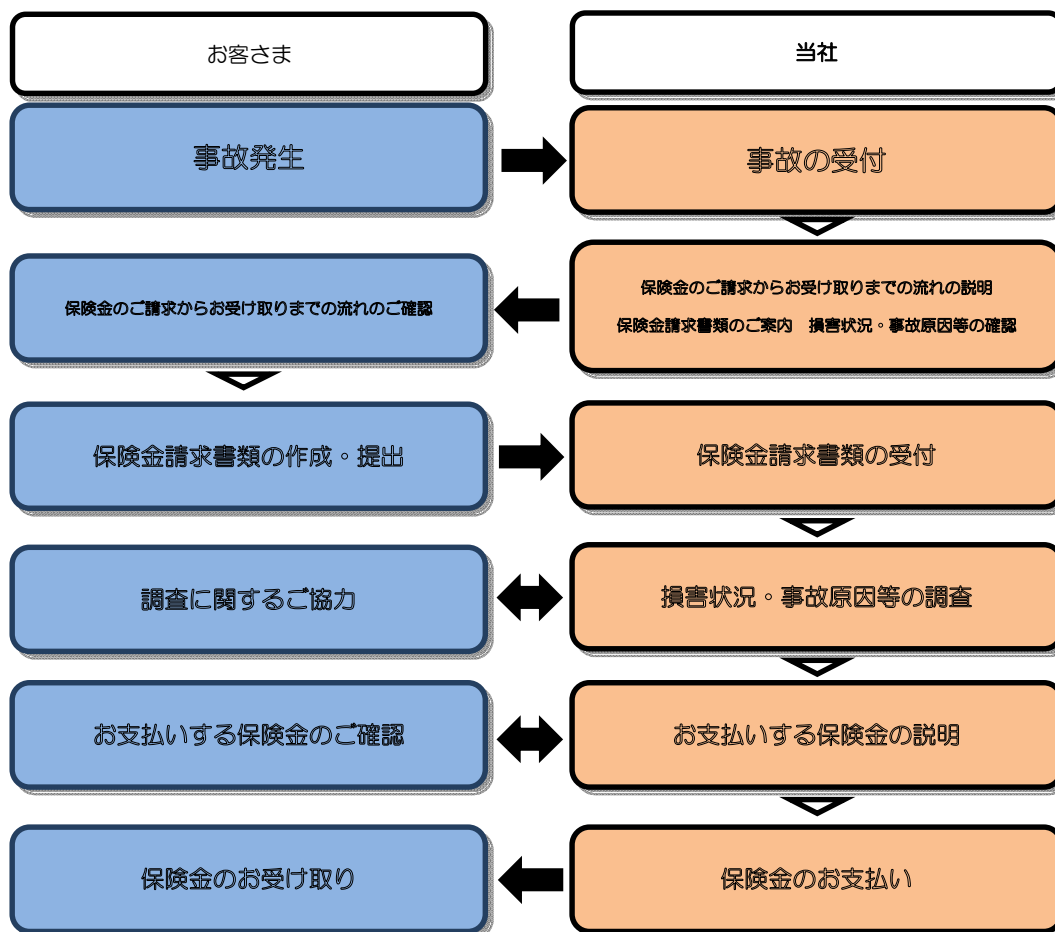 お客さま
当社
事故発生
事故の受付
保険金のご請求からお受け取りまでの流れのご確認
保険金のご請求からお受け取りまでの流れの説明
保険金請求書類のご案内　損害状況・事故原因等の確認
保険金請求書類の作成・提出
保険金請求書類の受付
調査に関するご協力
損害状況・事故原因等の調査
お支払いする保険金のご確認
お支払いする保険金の説明
保険金のお受け取り
保険金のお支払い